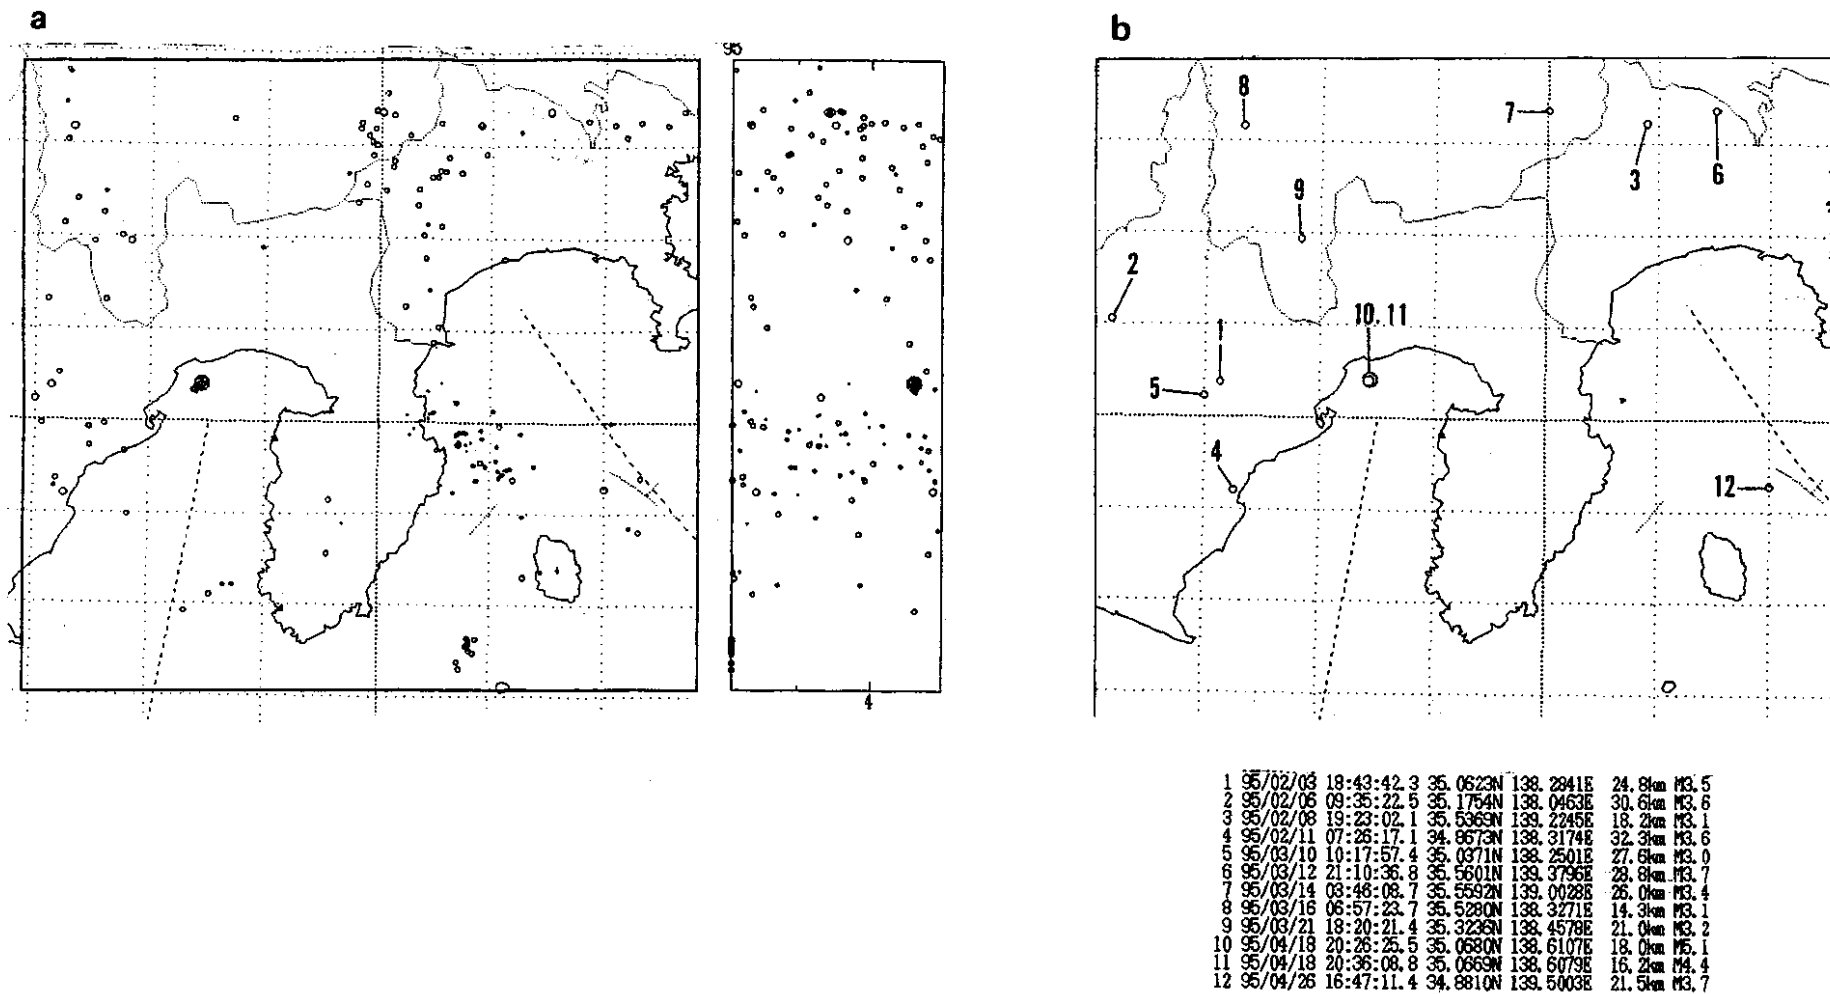 a
b
95
4
8
7
3
6
9
2
10.11
1
5
4
12
1 95/02/03 18:43:42.3 35.0623N 138.2841E 24.8km M3.5
2 95/02/06 09:35:22.5 35.1754N 138.0463E 30.6km M3.6
3 95/02/08 19:23:02.1 35.5369N 139.2245E 18.2km M3.1
4 95/02/11 07:26:17.1 34.8673N 138.3174E 32.3km M3.6
5 95/03/10 10:17:57.4 35.0371N 138.2501E 27.6km M3.0
6 95/03/12 21:10:36.8 35.5601N 139.3796E 28.8km M3.7
7 95/03/14 03:46:08.7 35.5592N 139.0028E 26.0km M3.4
8 95/03/16 06:57:23.7 35.5280N 138.3271E 14.3km M3.1
9 95/03/21 18:20:21.4 35.3236N 138.4578E 21.0km M3.2
10 95/04/18 20:26:25.5 35.0680N 138.6107E 18.0km M5.1
11 95/04/18 20:36:08.8 35.0669N 138.6079E 16.2km M4.4
12 95/04/26 16:47:11.4 34.8810N 139.5003E 21.5km M3.7